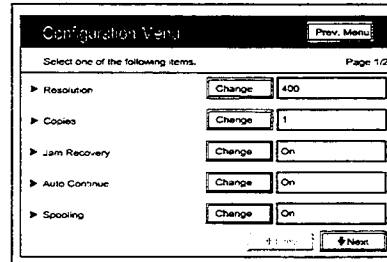 Configuration Menu Prev. Menu
Select one of the following items. Page 1/2
Resolution Change 400
Copies Change 1
Jam Recovery Change On
Auto Continue Change On
Spooling Change On
Next